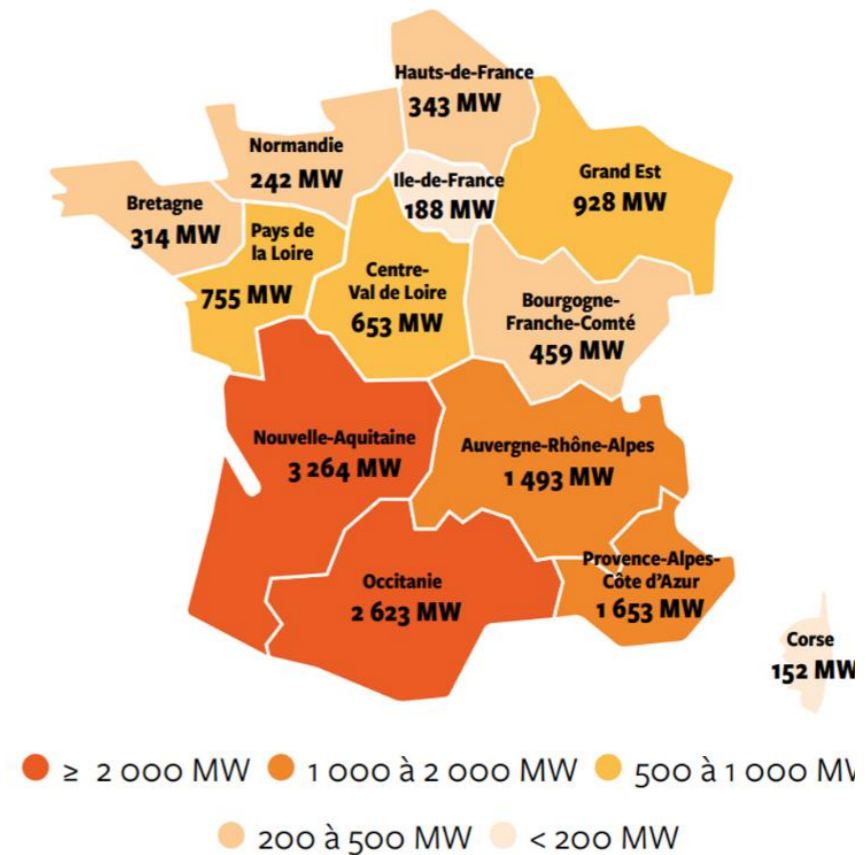 Hauts-de-France
343 MW
Normandie
242 MW
Ile-de-France
188 MW
Grand Est
928 MW
Bretagne
314 MW
Pays de
la Loire
755 MW
Centre-
Val de Loire
653 MW
Bourgogne-
Franche-Comté
459 MW
Nouvelle-Aquitaine
3 264 MW
Auvergne-Rhône-Alpes
1 493 MW
Occitanie
2 623 MW
Provence-Alpes-
Côte d'Azur
1 653 MW
Corse
152 MW
≥ 2 000 MW 1 000 à 2 000 MW 500 à 1 000 MW
200 à 500 MW < 200 MW